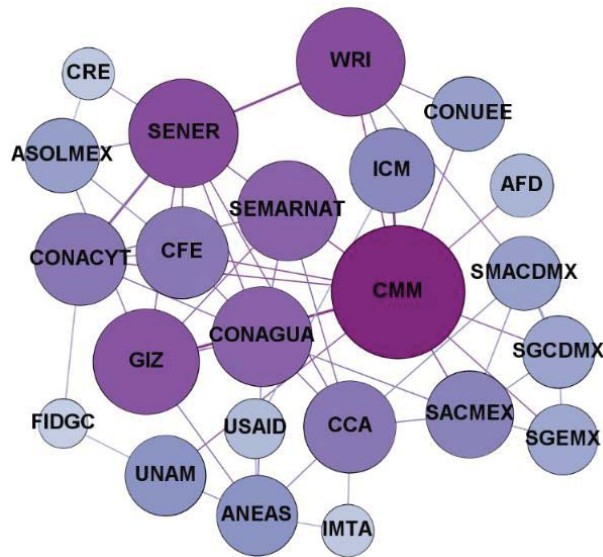 WRI
CRE
CONUEE
SENER
ASOLMEX
ICM
AFD
SEMARNAT
CONACYT
CFE
SMACDMX
CMM
CONAGUA
SGCDMX
GIZ
FIDGC
USAID
CCA
SACMEX
SGEMX
UNAM
ANEAS
IMTA